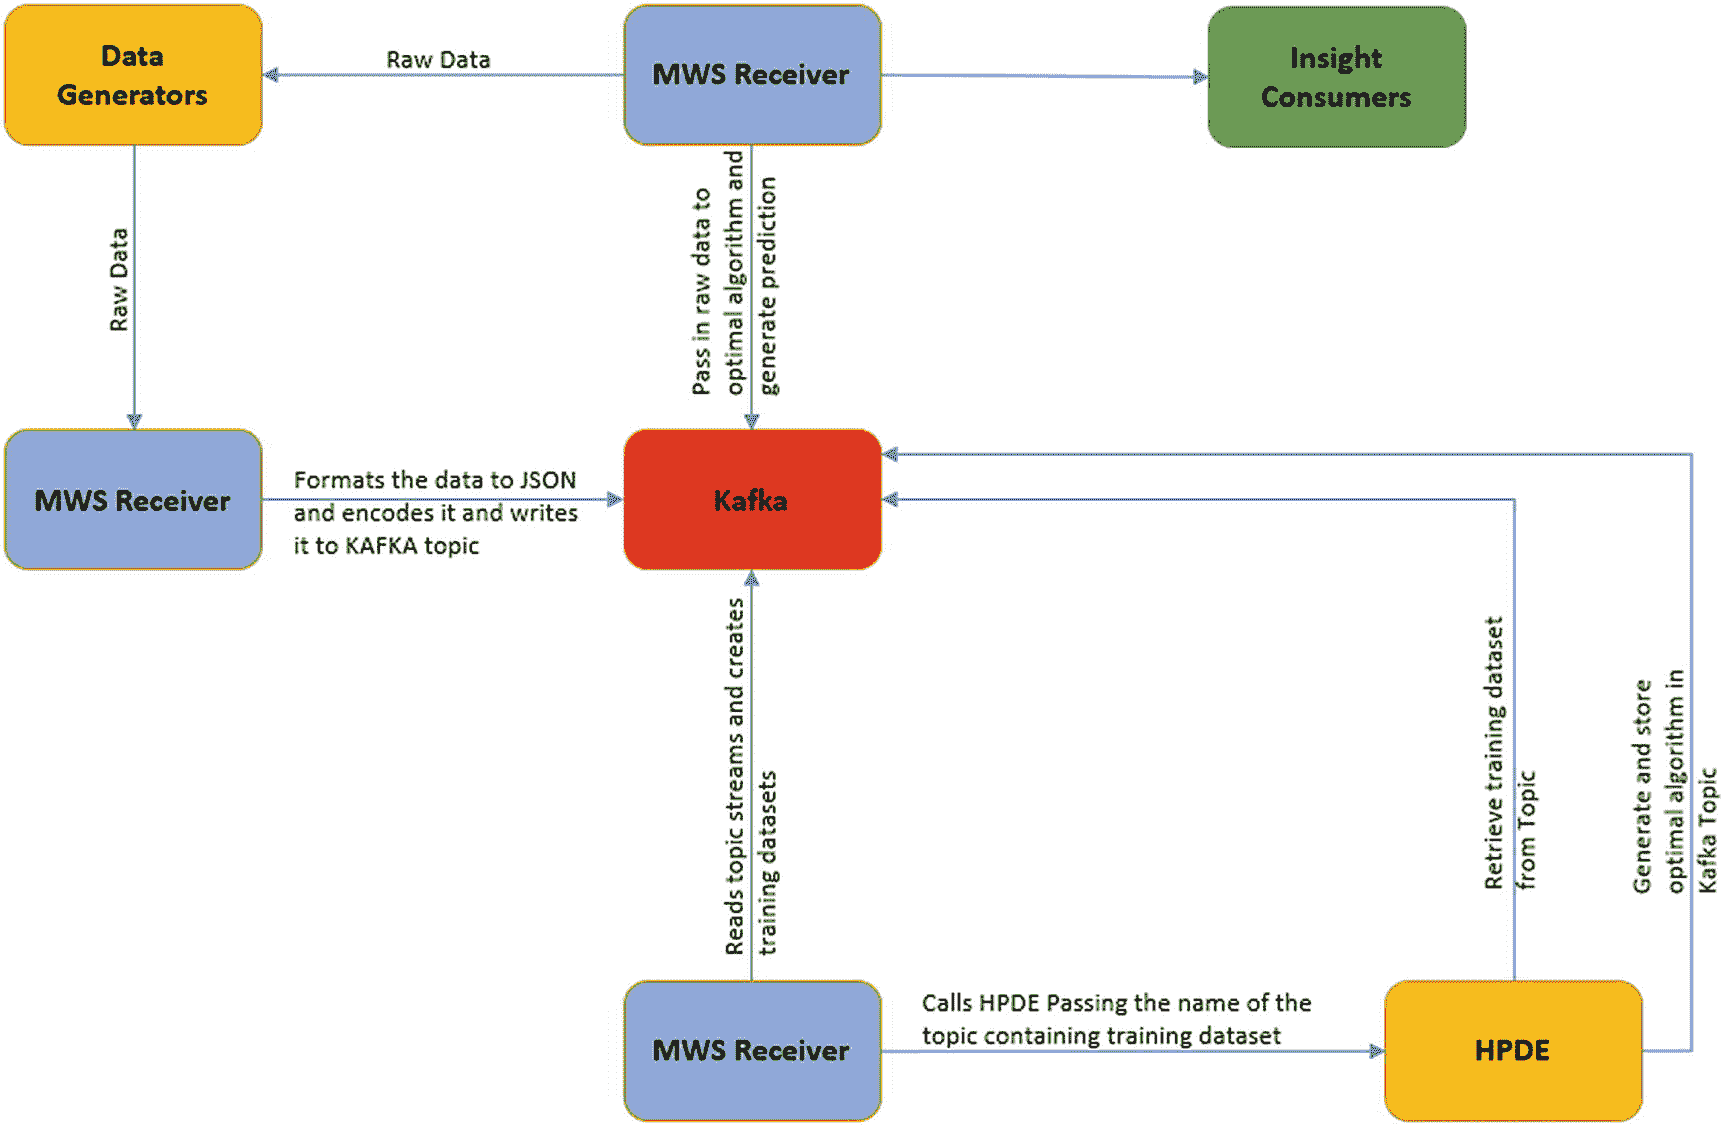 Data
Generators
Raw Data
MWS Receiver
Insight
Consumers
Raw Data
Pass in raw data to
optimal algorithm and
generate prediction
MWS Receiver
Formats the data to JSON
and encodes it and writes
it to KAFKA topic
Kafka
Reads topic streams and creates
training datasets
Retrieve training dataset
from Topic
Generate and store
optimal algorithm in
Kafka Topic
MWS Receiver
Calls HPDE Passing the name of the
topic containing training dataset
HPDE